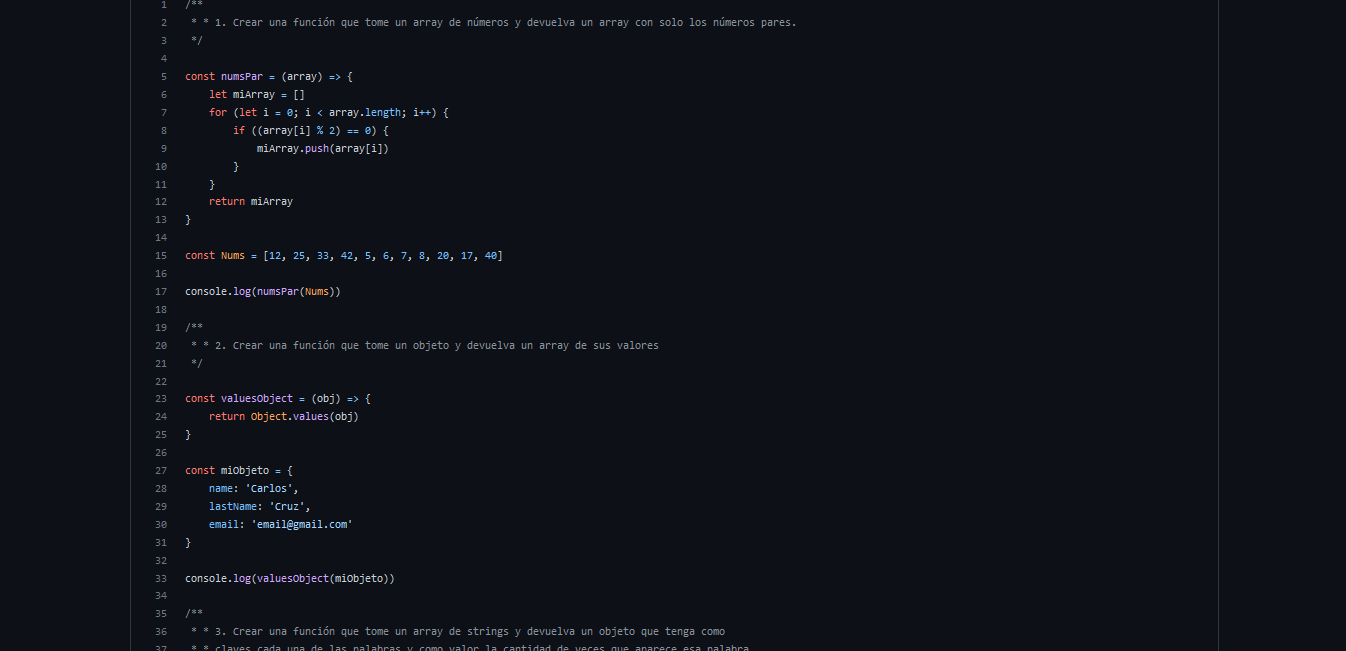 1 /**
2 * * 1. Crear una función que tome un array de números y devuelva un array con solo los números pares.
3 */
4
5 const numsPar = (array) => {
6 let miArray = []
7 for (let i = 0; i < array.length; i++) {
8 if ((array[i] % 2) == 0) {
9 miArray.push(array[i])
10 }
11 }
12 return miArray
13 }
14
15 const Nums = [12, 25, 33, 42, 5, 6, 7, 8, 20, 17, 40]
16
17 console.log(numsPar(Nums))
18
19 /**
20 * * 2. Crear una función que tome un objeto y devuelva un array de sus valores
21 */
22
23 const valuesObject = (obj) => {
24 return Object.values(obj)
25 }
26
27 const miObjeto = {
28 name: 'Carlos',
29 lastName: 'Cruz',
30 email: 'email@gmail.com'
31 }
32
33 console.log(valuesObject(miObjeto))
34
35 /**
36 * * 3. Crear una función que tome un array de strings y devuelva un objeto que tenga como
37 * * claves cada una de las palabras y como valor la cantidad de veces que aparece esa palabra